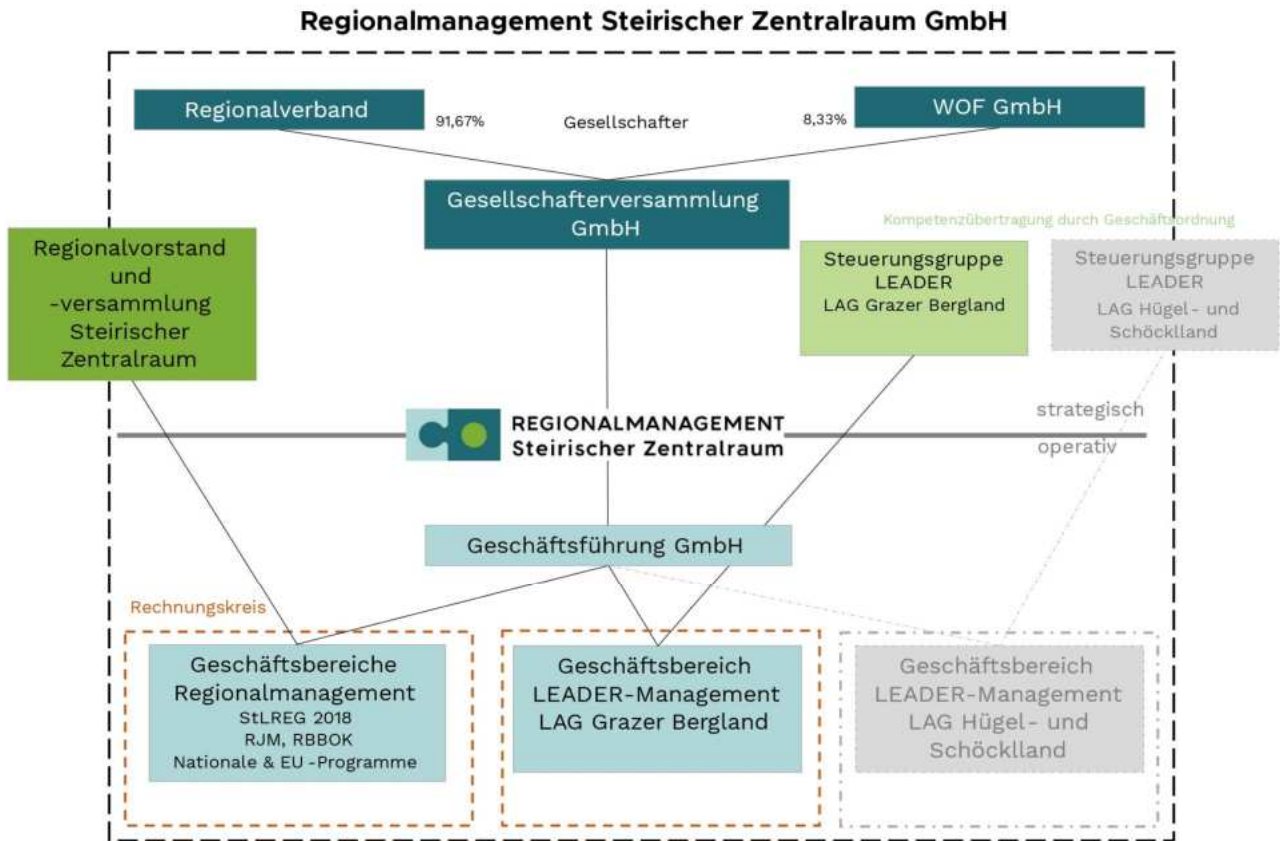 Regionalmanagement Steirischer Zentralraum GmbH
Regionalverband
91,67%
Gesellschafter
8,33%
WOF GmbH
Gesellschafterversammlung
GmbH
Kompetenzübertragung durch Geschäftsordnung
Regionalvorstand
und
-versammlung
Steirischer
Zentralraum
Steuerungsgruppe
LEADER
LAG Grazer Bergland
Steuerungsgruppe
LEADER
LAG Hügel- und
Schöcklland
strategisch
REGIONALMANAGEMENT
Steirischer Zentralraum
operativ
Geschäftsführung GmbH
Rechnungskreis
Geschäftsbereiche
Regionalmanagement
StLREG 2018
RJM, RBBOK
Nationale & EU -Programme
Geschäftsbereich
LEADER-Management
LAG Grazer Bergland
Geschäftsbereich
LEADER-Management
LAG Hügel- und
Schöcklland